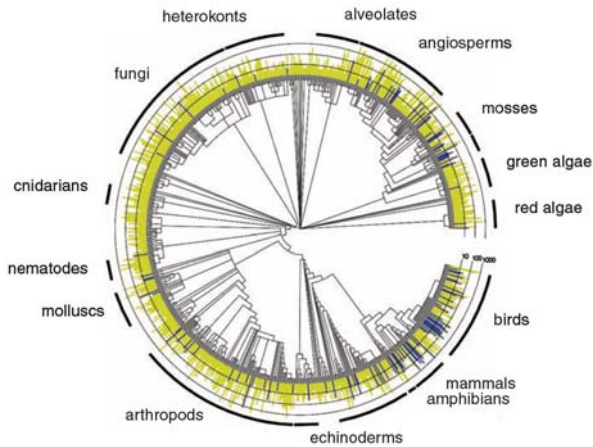 heterokonts
alveolates
angiosperms
fungi
mosses
green algae
cnidarians
red algae
10 100 1000
nematodes
molluscs
birds
mammals
amphibians
arthropods
echinoderms